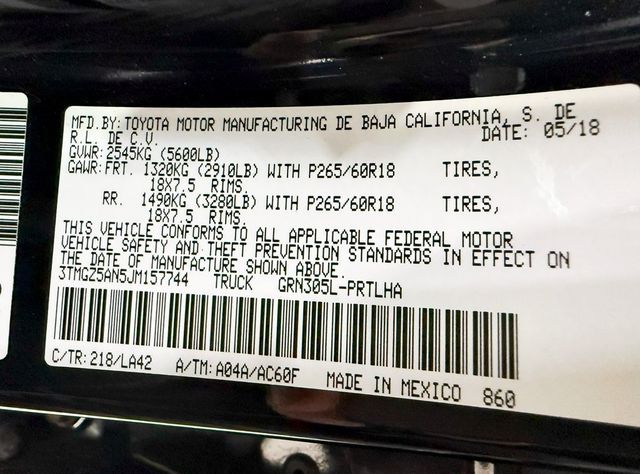 MFD.BY:TOYOTA MOTOR MANUFACTURING DE BAJA CALIFORNIA, S. DE
R.L. DE C.V. DATE: 05/18
GVWR:2545KG (5600LB)
GAWR:FRT. 1320KG (2910LB) WITH P265/60R18 TIRES,
18X7.5 RIMS.
RR. 1490KG (3280LB) WITH P265/60R18 TIRES,
18X7.5 RIMS.
THIS VEHICLE CONFORMS TO ALL APPLICABLE FEDERAL MOTOR
VEHICLE SAFETY AND THEFT PREVENTION STANDARDS IN EFFECT ON
THE DATE OF MANUFACTURE SHOWN ABOVE.
3TMGZ5AN5JM157744 TRUCK GRN305L-PRTLHA
C/TR:218/LA42 A/TM:A04A/AC60F MADE IN MEXICO 860